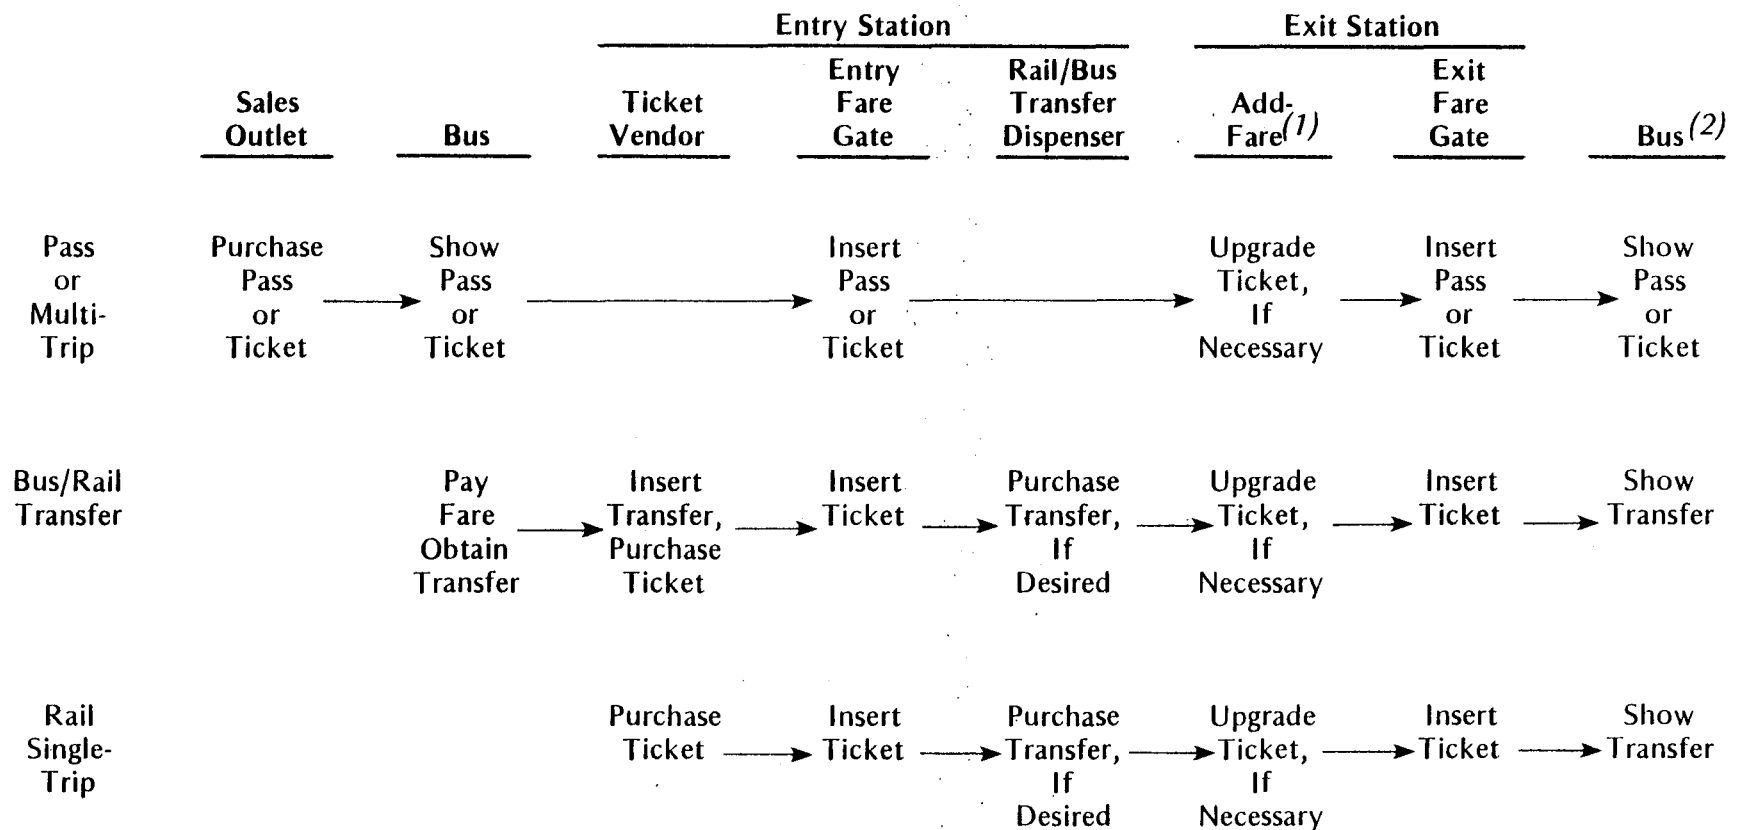 Entry Station Exit Station
Entry Rail/Bus Exit
Sales Ticket Fare Transfer Add- Fare
Outlet Bus Vendor Gate Dispenser Fare(1) Gate Bus(2)
Pass Purchase Show Insert Upgrade Insert Show
or Pass Pass Pass Ticket, Pass Pass
Multi- or or or If or or
Trip Ticket Ticket Ticket Necessary Ticket Ticket
Bus/Rail Pay Insert Insert Purchase Upgrade Insert Show
Transfer Fare Transfer, Ticket Transfer, Ticket, Ticket Transfer
Obtain Purchase If If
Transfer Ticket Desired Necessary
Rail Purchase Insert Purchase Upgrade Insert Show
Single- Ticket Ticket Transfer, Ticket, Ticket Transfer
Trip If If
Desired Necessary